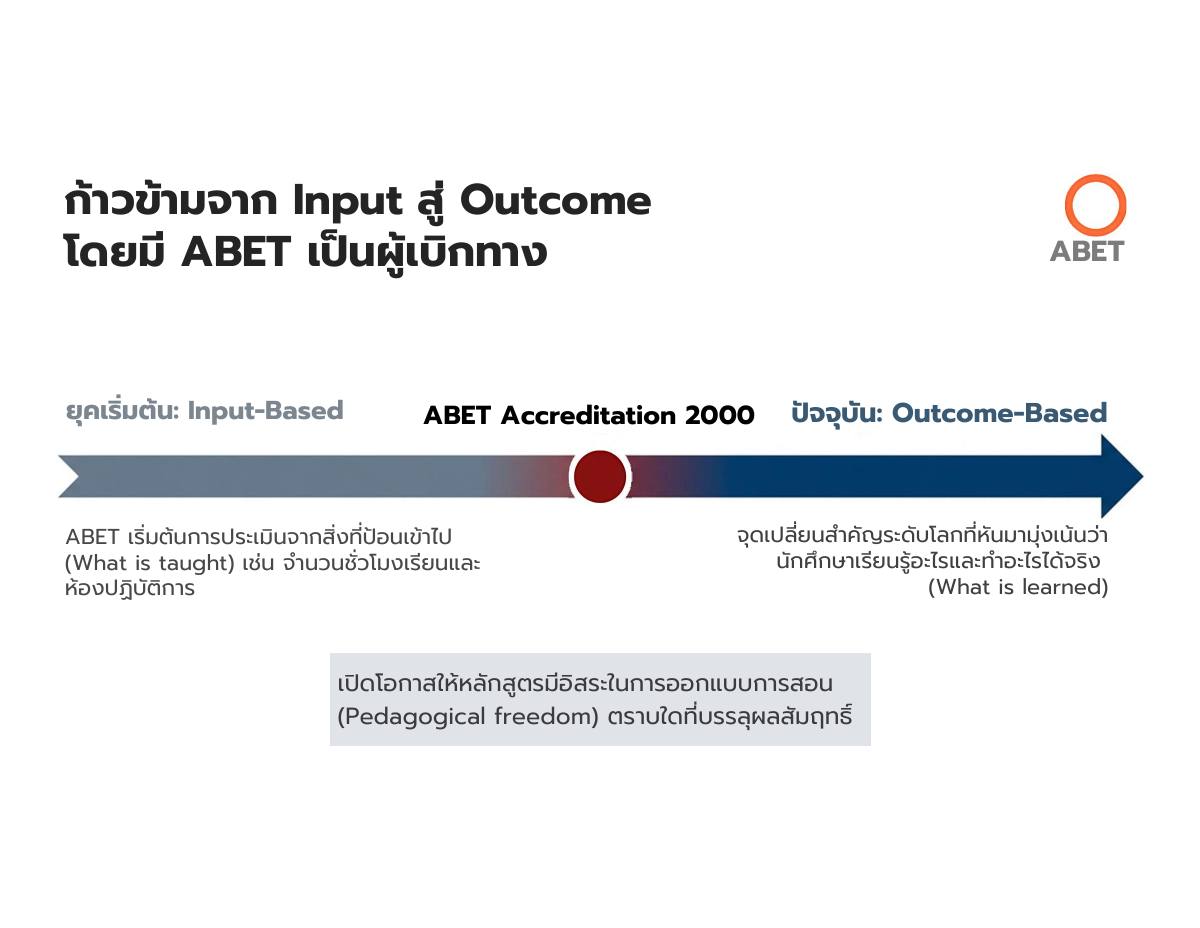 ก้าวข้ามจาก Input สู่ Outcome
โดยมี ABET เป็นผู้เบิกทาง
ABET
ยุคเริ่มต้น: Input-Based
ABET Accreditation 2000
ปัจจุบัน: Outcome-Based
ABET เริ่มต้นการประเมินจากสิ่งที่ป้อนเข้าไป
(What is taught) เช่น จำนวนชั่วโมงเรียนและ
ห้องปฏิบัติการ
จุดเปลี่ยนสำคัญระดับโลกที่หันมามุ่งเน้นว่า
นักศึกษาเรียนรู้อะไรและทำอะไรได้จริง
(What is learned)
เปิดโอกาสให้หลักสูตรมีอิสระในการออกแบบการสอน
(Pedagogical freedom) ตราบใดที่บรรลุผลสัมฤทธิ์